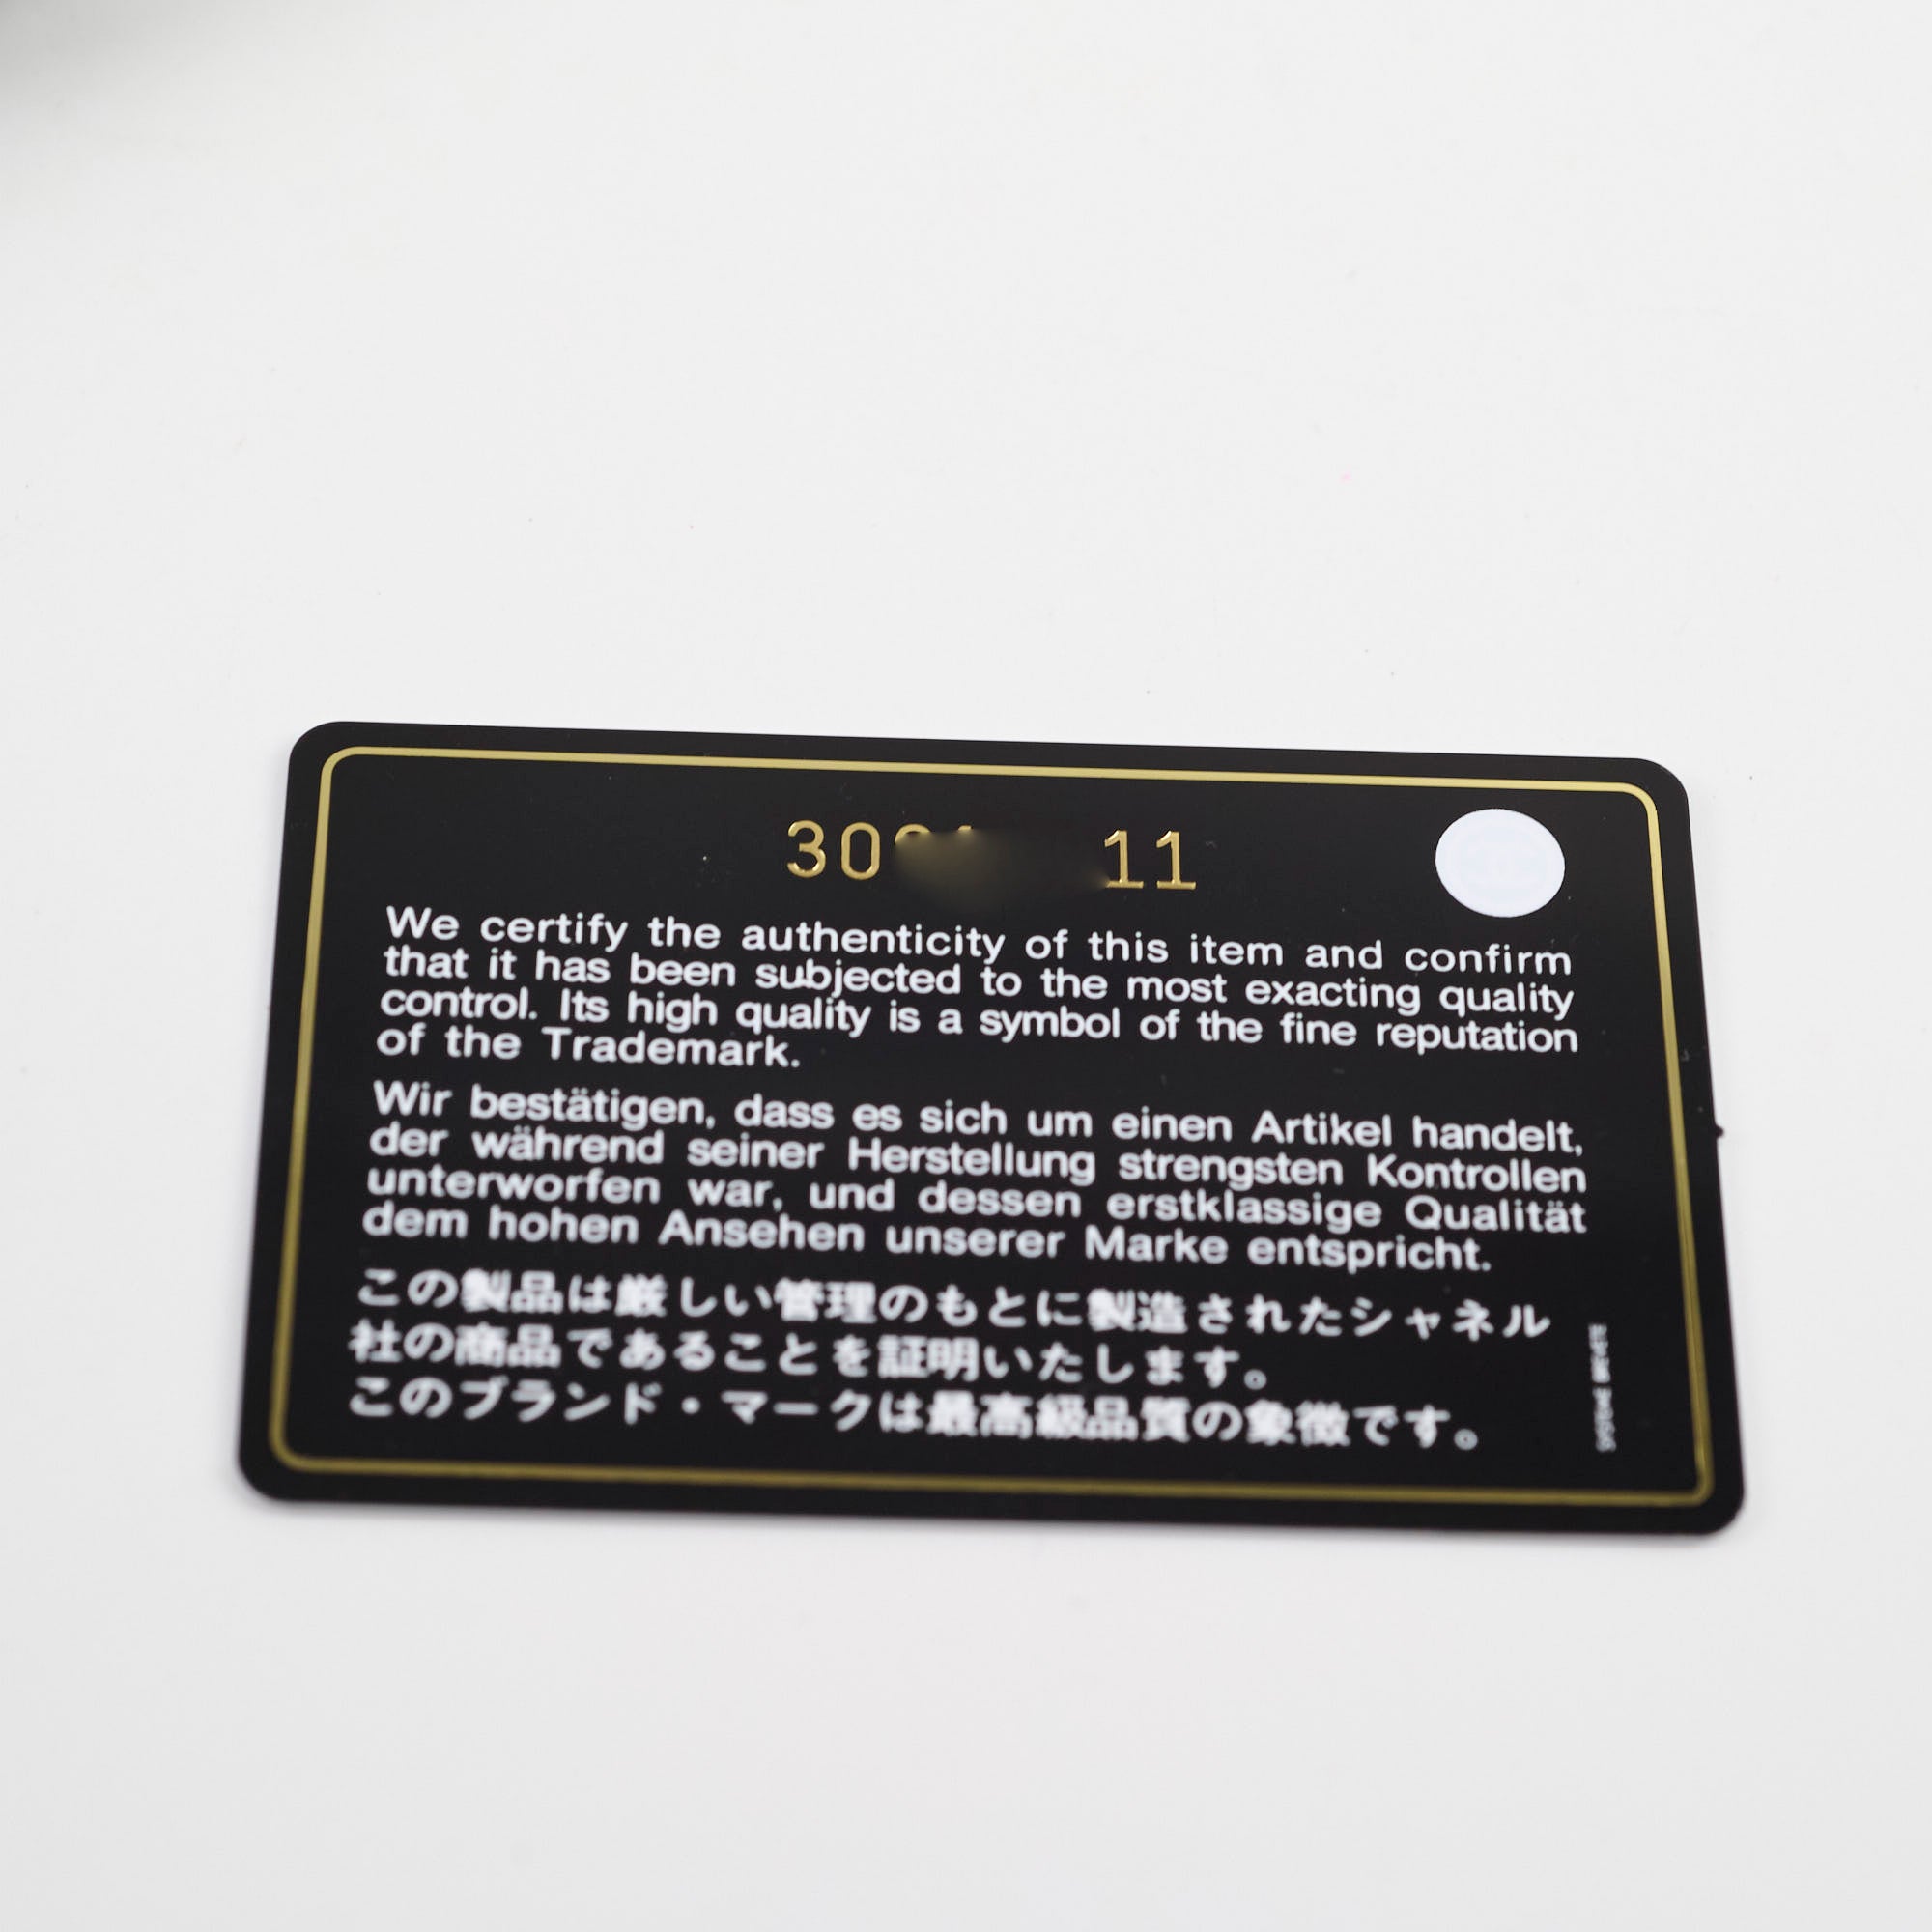 30 11
We certify the authenticity of this item and confirm
that it has been subjected to the most exacting quality
control. Its high quality is a symbol of the fine reputation
of the Trademark.
Wir bestätigen, dass es sich um einen Artikel handelt,
der während seiner Herstellung strengsten Kontrollen
unterworfen war, und dessen erstklassige Qualität
dem hohen Ansehen unserer Marke entspricht.
この製品は厳しい管理のもとに製造されたシャネル
社の商品であることを証明いたします。
このブランド・マークは最高級品質の象徴です。